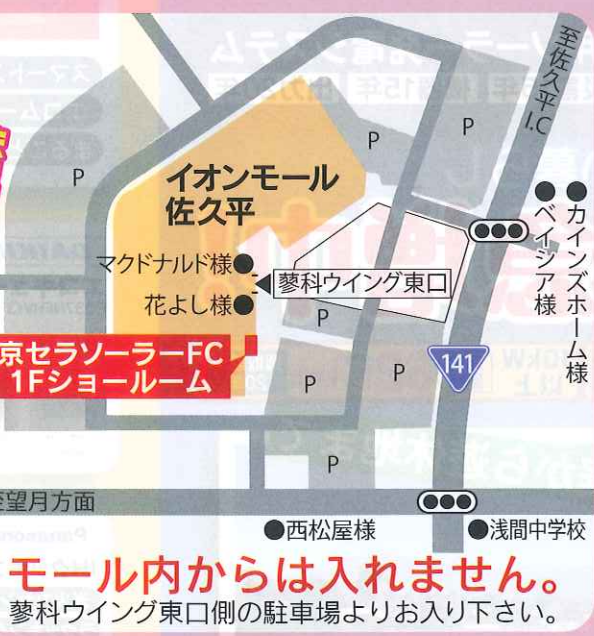 至佐久平I.C
P
P
P
イオンモール
佐久平
●カインズホーム様
●ベイシア様
マクドナルド様●
蓼科ウイング東口
花よし様●
P
京セラソーラーFC
1Fショールーム
141
P
P
P
至望月方面
●西松屋様
●浅間中学校
モール内からは入れません。
蓼科ウイング東口側の駐車場よりお入り下さい。